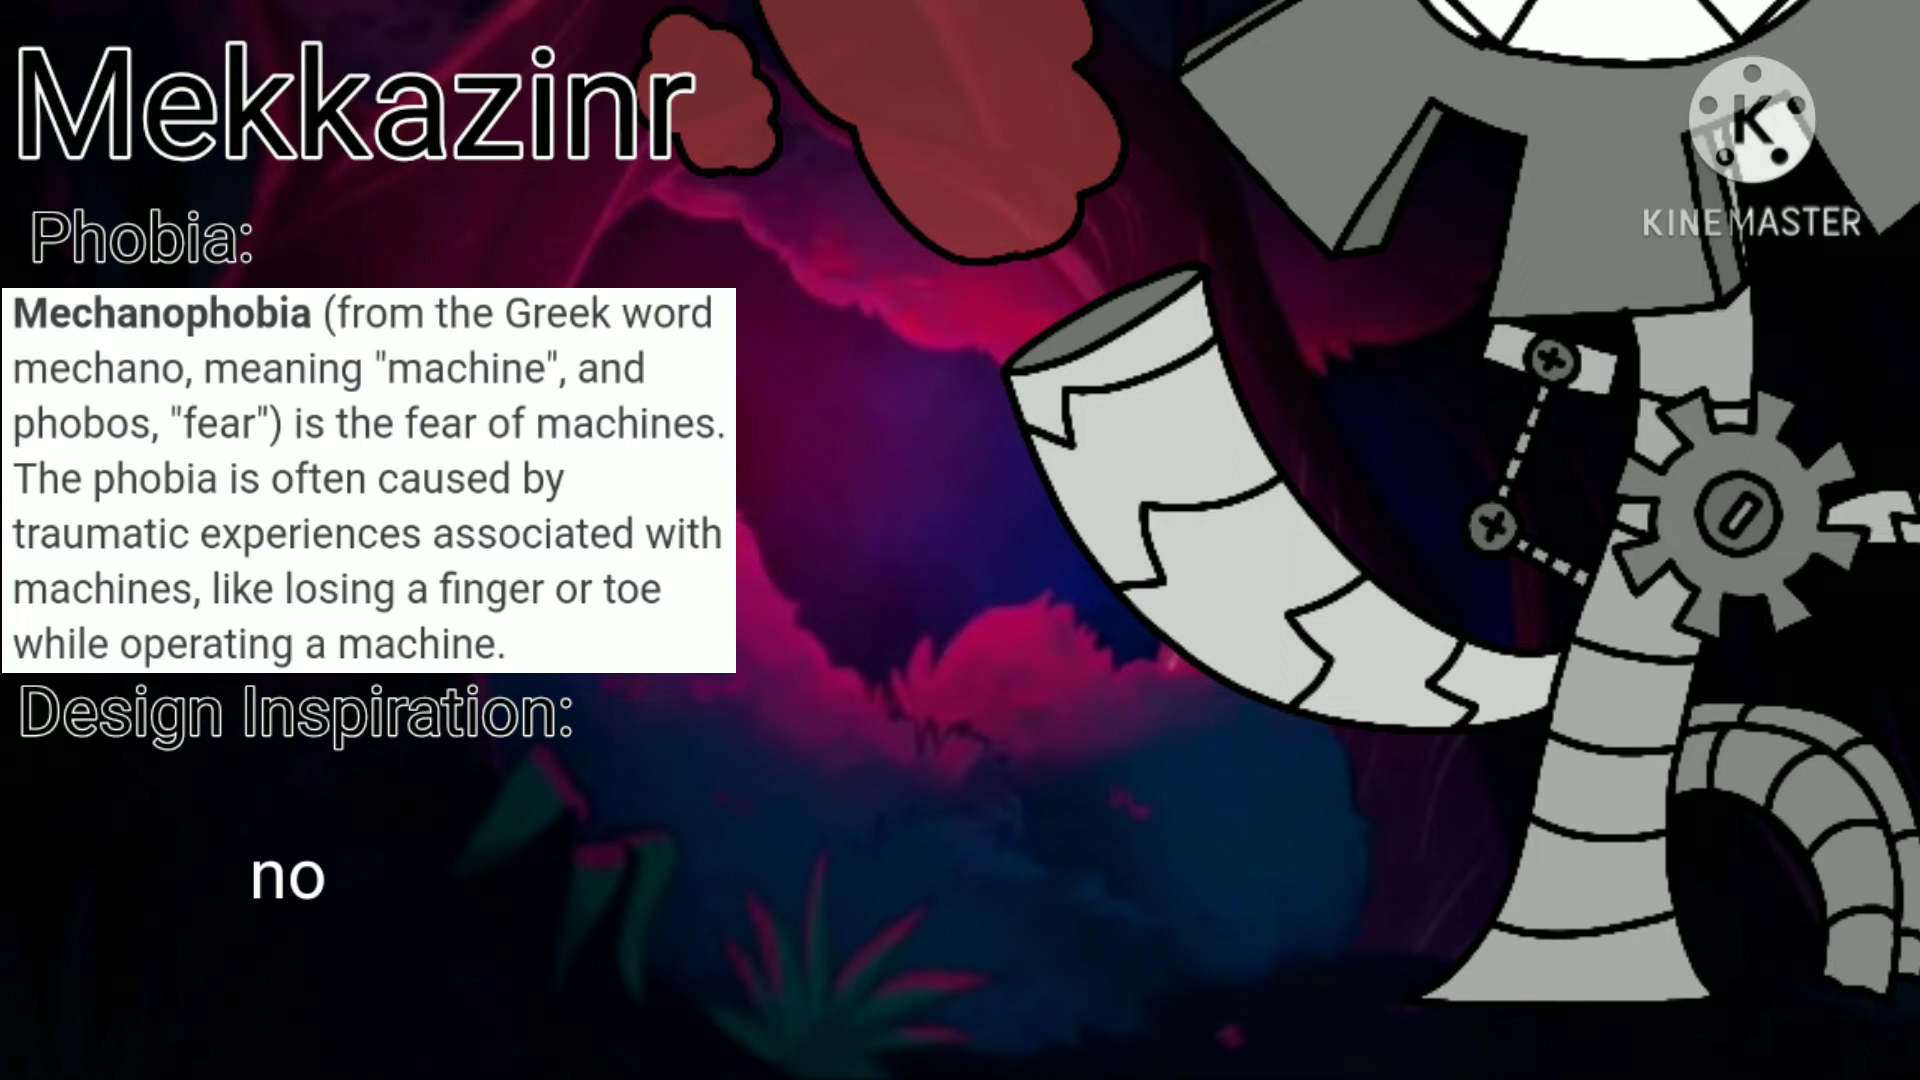 Mekkazinr
Phobia:
Mechanophobia (from the Greek word
mechano, meaning "machine", and
phobos, "fear") is the fear of machines.
The phobia is often caused by
traumatic experiences associated with
machines, like losing a finger or toe
while operating a machine.
Design Inspiration:
no
K
KINEMASTER